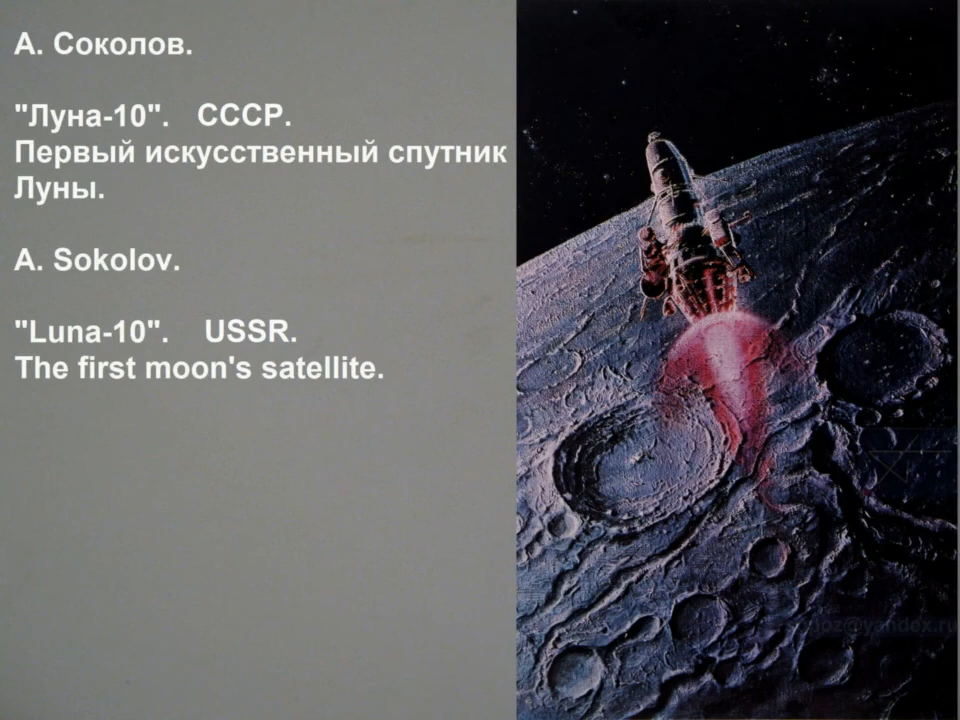 А. Соколов.
"Луна-10". СССР.
Первый искусственный спутник
Луны.
A. Sokolov.
"Luna-10". USSR.
The first moon's satellite.